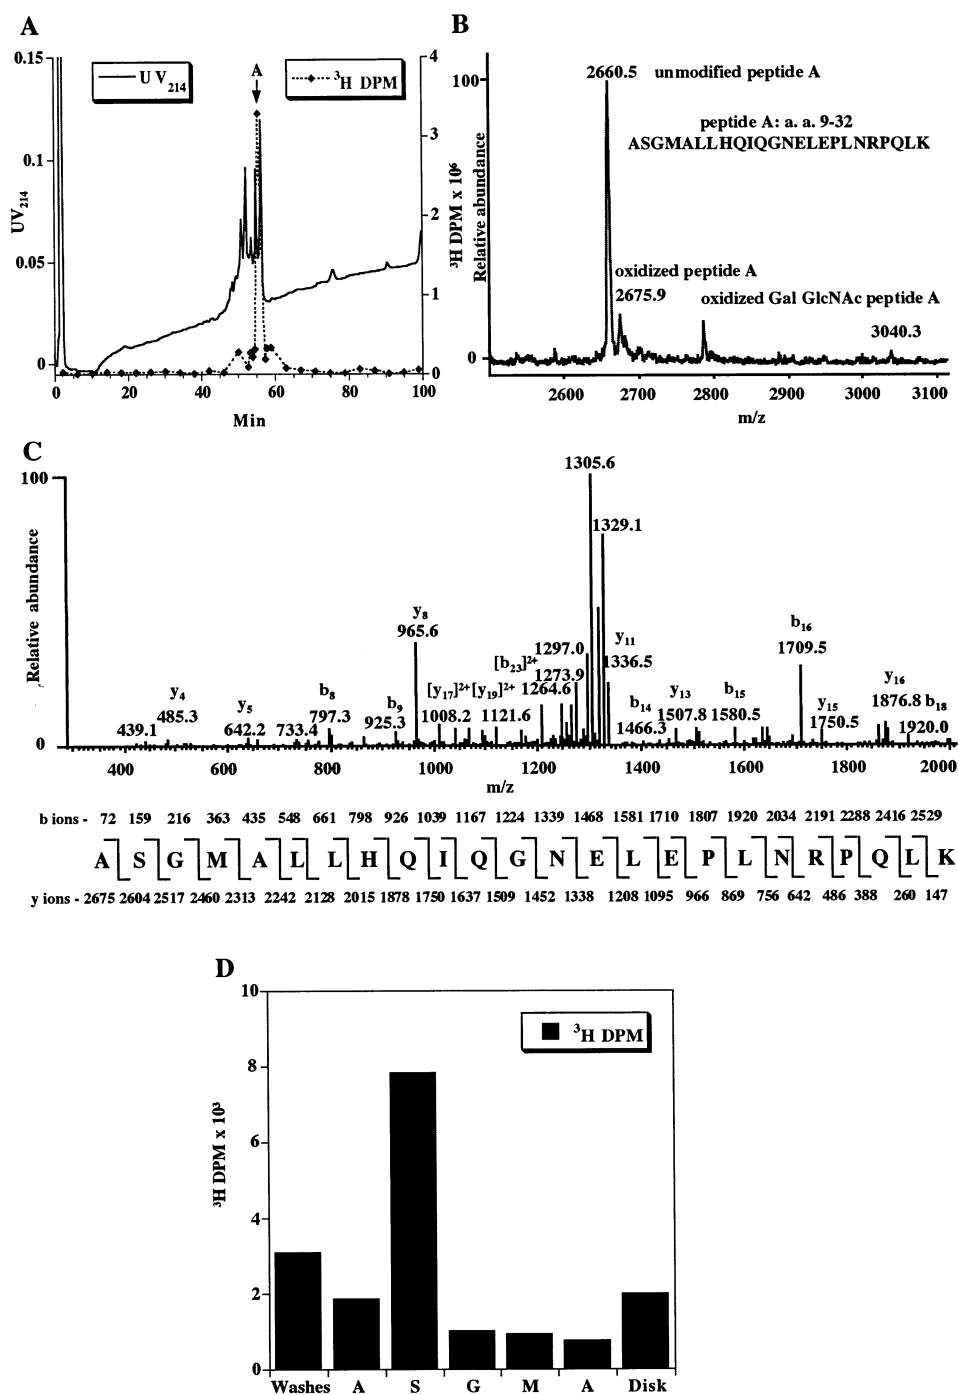 A
UV₂₁₄
³H DPM
A
0.15
0.1
0.05
0
UV₂₁₄
4
3
2
1
0
³H DPM x 10⁶
0 20 40 60 80 100
Min
B
100
0
Relative abundance
2660.5 unmodified peptide A
peptide A: a. a. 9-32
ASGMALLHQIQGNELEPLNRPQLK
oxidized peptide A
2675.9
oxidized Gal GlcNAc peptide A
3040.3
2600 2700 2800 2900 3000 3100
m/z
C
100
0
Relative abundance
1305.6
1329.1
y₈
965.6
b₁₆
1709.5
1297.0
y₁₁
1336.5
[b₂₃]²⁺
1273.9
1264.6
y₄
485.3
439.1
y₅
642.2
733.4
b₈
797.3
b₉
925.3
[y₁₇]²⁺ [y₁₉]²⁺
1008.2 1121.6
b₁₄
1466.3
y₁₃
1507.8
b₁₅
1580.5
y₁₅
1750.5
y₁₆
1876.8
b₁₈
1920.0
400 600 800 1000 1200 1400 1600 1800 2000
m/z
b ions - 72 159 216 363 435 548 661 798 926 1039 1167 1224 1339 1468 1581 1710 1807 1920 2034 2191 2288 2416 2529
A S G M A L L H Q I Q G N E L E P L N R P Q L K
y ions - 2675 2604 2517 2460 2313 2242 2128 2015 1878 1750 1637 1509 1452 1338 1208 1095 966 869 756 642 486 388 260 147
D
³H DPM
10
8
6
4
2
0
³H DPM x 10³
Washes A S G M A Disk